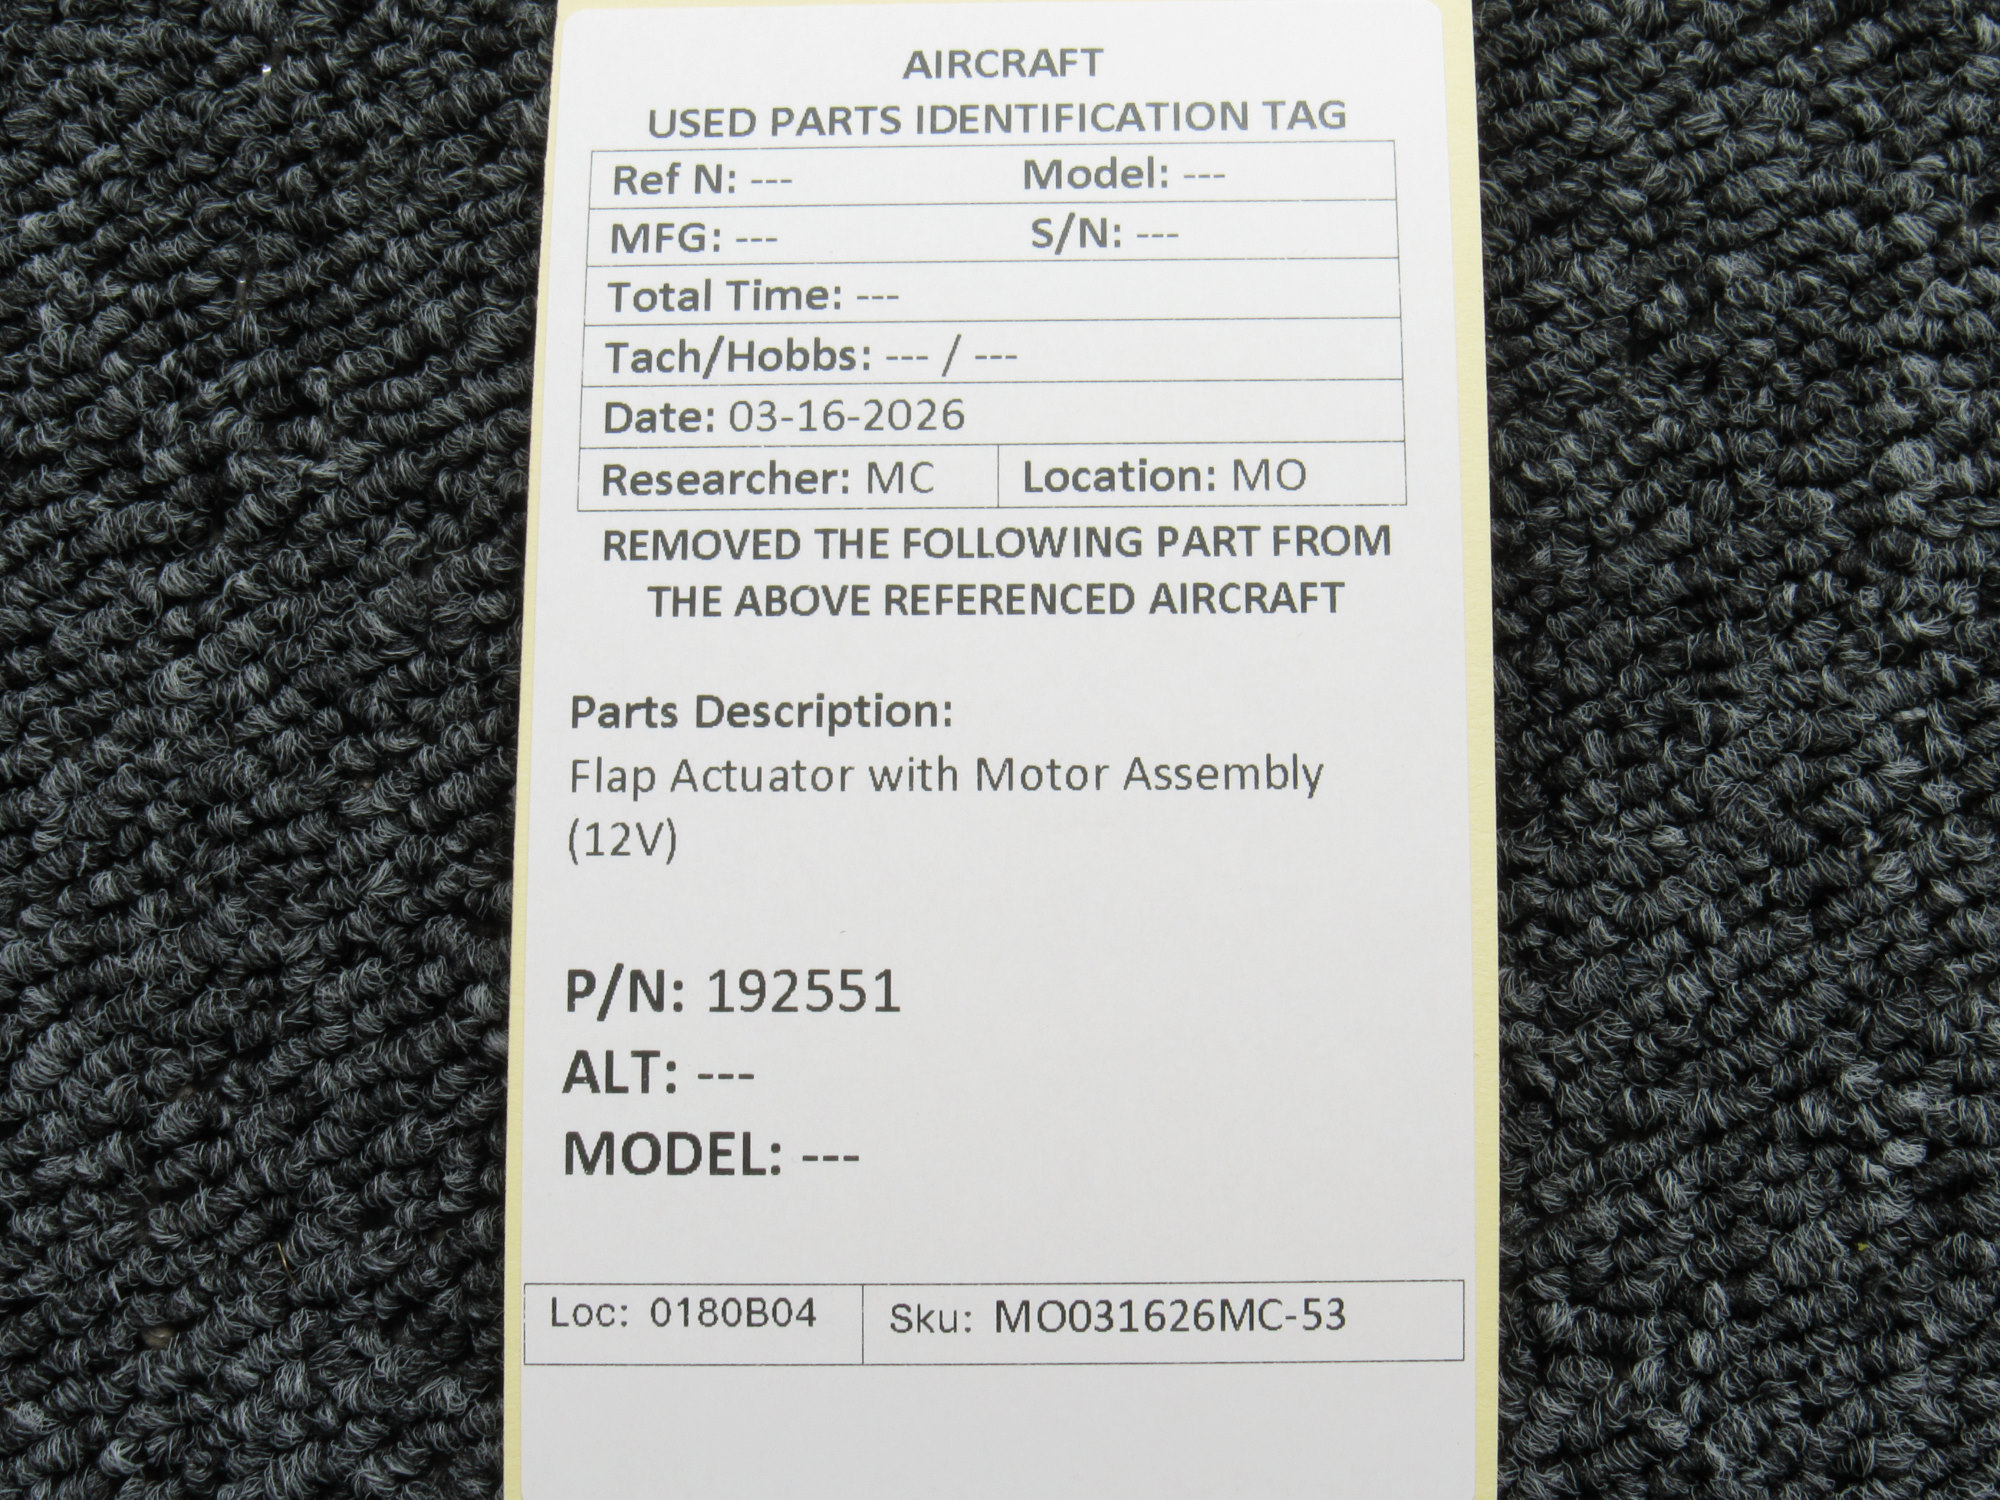 AIRCRAFT
USED PARTS IDENTIFICATION TAG
Ref N: --- Model: ---
MFG: --- S/N: ---
Total Time: ---
Tach/Hobbs: --- / ---
Date: 03-16-2026
Researcher: MC Location: MO
REMOVED THE FOLLOWING PART FROM
THE ABOVE REFERENCED AIRCRAFT
Parts Description:
Flap Actuator with Motor Assembly
(12V)
P/N: 192551
ALT: ---
MODEL: ---
Loc: 0180B04 Sku: MO031626MC-53